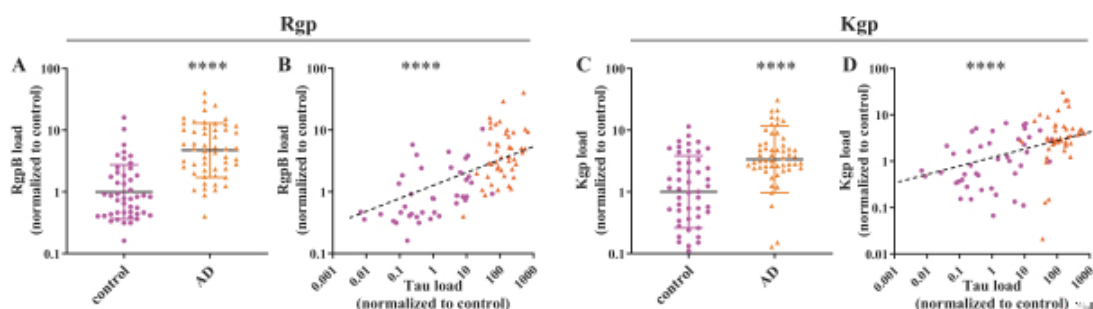 Rgp
Kgp
A
****
RgpB load
(normalized to control)
100
10
1
0.1
control
AD
B
****
RgpB load
(normalized to control)
100
10
1
0.1
0.001
0.01
0.1
1
10
100
1000
Tau load
(normalized to control)
C
****
Kgp load
(normalized to control)
100
10
1
0.1
control
AD
D
****
Kgp load
(normalized to control)
100
10
1
0.1
0.01
0.001
0.01
0.1
1
10
100
1000
Tau load
(normalized to control)